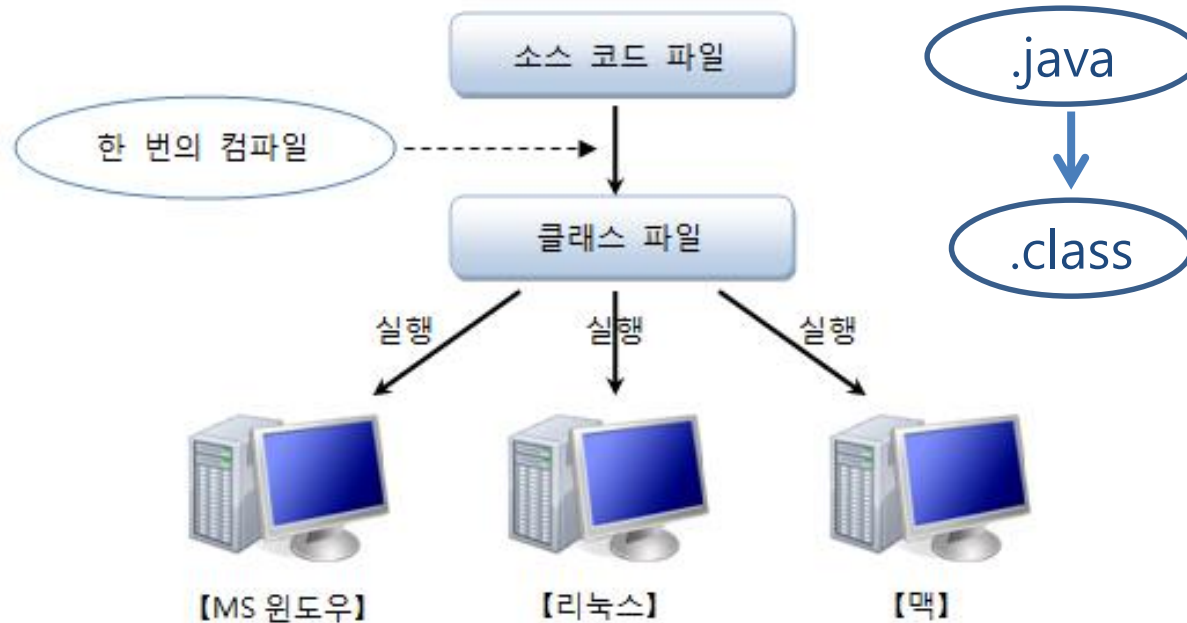 소스 코드 파일
.java
한 번의 컴파일
클래스 파일
.class
실행
실행
실행
【MS 윈도우】
【리눅스】
【맥】